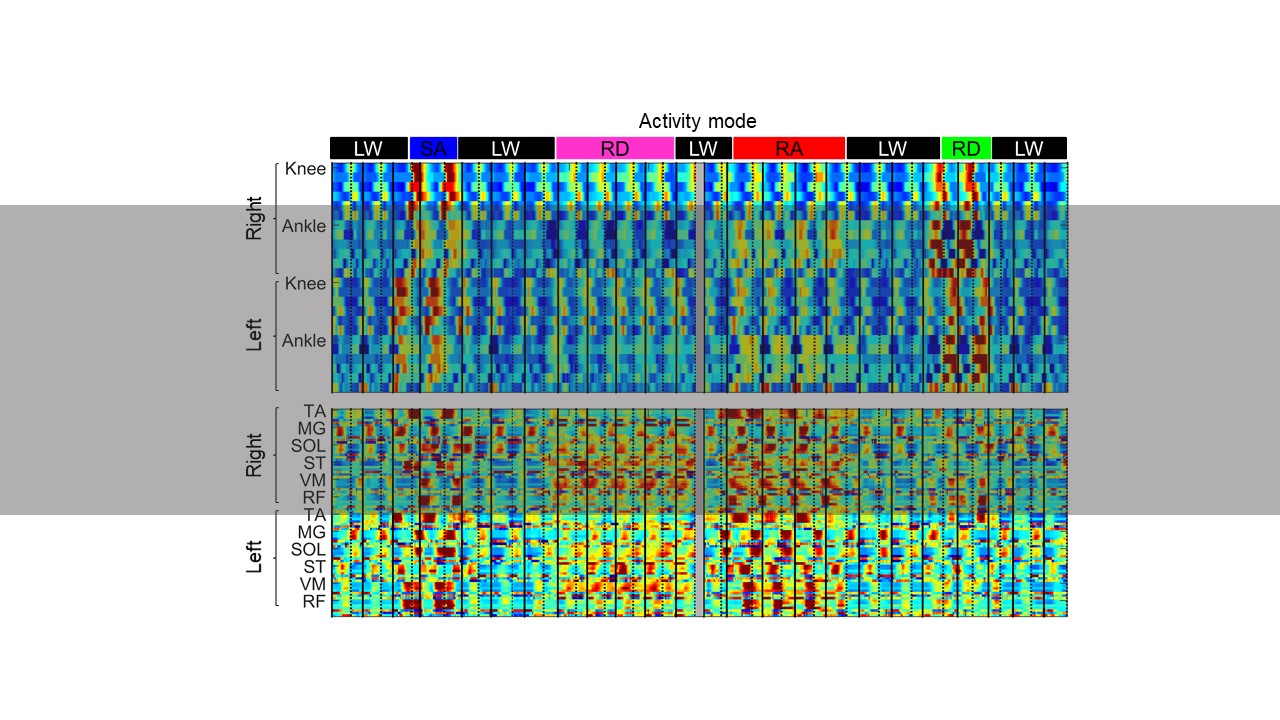 Activity mode
LW SA LW RD LW RA LW RD LW
Right
Knee
Ankle
Left
Knee
Ankle
Right
TA
MG
SOL
ST
VM
RF
Left
TA
MG
SOL
ST
VM
RF